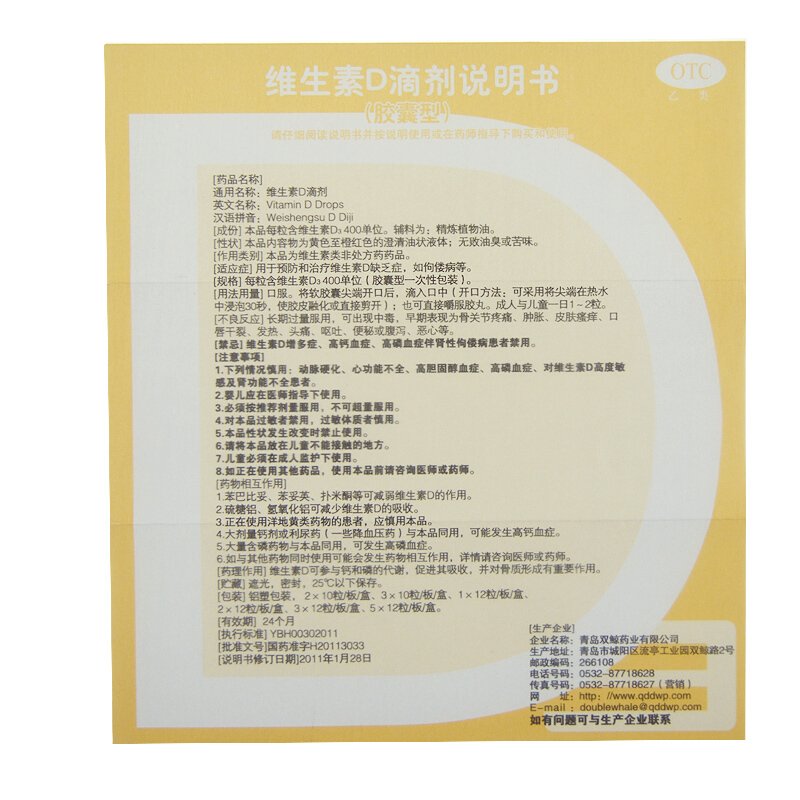 维生素D滴剂说明书
OTC
乙类
(胶囊型)
请仔细阅读说明书并按说明使用或在药师指导下购买和使用。
[药品名称]
通用名称：维生素D滴剂
英文名称：Vitamin D Drops
汉语拼音：Weishengsu D Diji
[成份] 本品每粒含维生素D₃ 400单位。辅料为：精炼植物油。
[性状] 本品内容物为黄色至橙红色的澄清油状液体；无败油臭或苦味。
[作用类别] 本品为维生素类非处方药药品。
[适应症] 用于预防和治疗维生素D缺乏症，如佝偻病等。
[规格] 每粒含维生素D₃ 400单位（胶囊型一次性包装）。
[用法用量] 口服。将软胶囊尖端开口后，滴入口中（开口方法：可采用将尖端在热水
中浸泡30秒，使胶皮融化或直接剪开）；也可直接嚼服胶丸。成人与儿童一日1~2粒。
[不良反应] 长期过量服用，可出现中毒，早期表现为骨关节疼痛、肿胀、皮肤瘙痒、口
唇干裂、发热、头痛、呕吐、便秘或腹泻、恶心等。
[禁忌] 维生素D增多症、高钙血症、高磷血症伴肾性佝偻病患者禁用。
[注意事项]
1.下列情况慎用：动脉硬化、心功能不全、高胆固醇血症、高磷血症、对维生素D高度敏
感及肾功能不全患者。
2.婴儿应在医师指导下使用。
3.必须按推荐剂量服用，不可超量服用。
4.对本品过敏者禁用，过敏体质者慎用。
5.本品性状发生改变时禁止使用。
6.请将本品放在儿童不能接触的地方。
7.儿童必须在成人监护下使用。
8.如正在使用其他药品，使用本品前请咨询医师或药师。
[药物相互作用]
1.苯巴比妥、苯妥英、扑米酮等可减弱维生素D的作用。
2.硫糖铝、氢氧化铝可减少维生素D的吸收。
3.正在使用洋地黄类药物的患者，应慎用本品。
4.大剂量钙剂或利尿药（一些降血压药）与本品同用，可能发生高钙血症。
5.大量含磷药物与本品同用，可发生高磷血症。
6.如与其他药物同时使用可能会发生药物相互作用，详情请咨询医师或药师。
[药理作用] 维生素D可参与钙和磷的代谢，促进其吸收，并对骨质形成有重要作用。
[贮藏] 遮光，密封，25℃以下保存。
[包装] 铝塑包装，2×10粒/板/盒、3×10粒/板/盒、1×12粒/板/盒、
2×12粒/板/盒、3×12粒/板/盒、5×12粒/板/盒。
[有效期] 24个月
[执行标准] YBH00302011
[批准文号] 国药准字H20113033
[说明书修订日期] 2011年1月28日
[生产企业]
企业名称：青岛双鲸药业有限公司
生产地址：青岛市城阳区流亭工业园双鲸路2号
邮政编码：266108
电话号码：0532-87718628
传真号码：0532-87718627（营销）
网 址：http://www.qddwp.com
E-mail：doublewhale@qddwp.com
如有问题可与生产企业联系